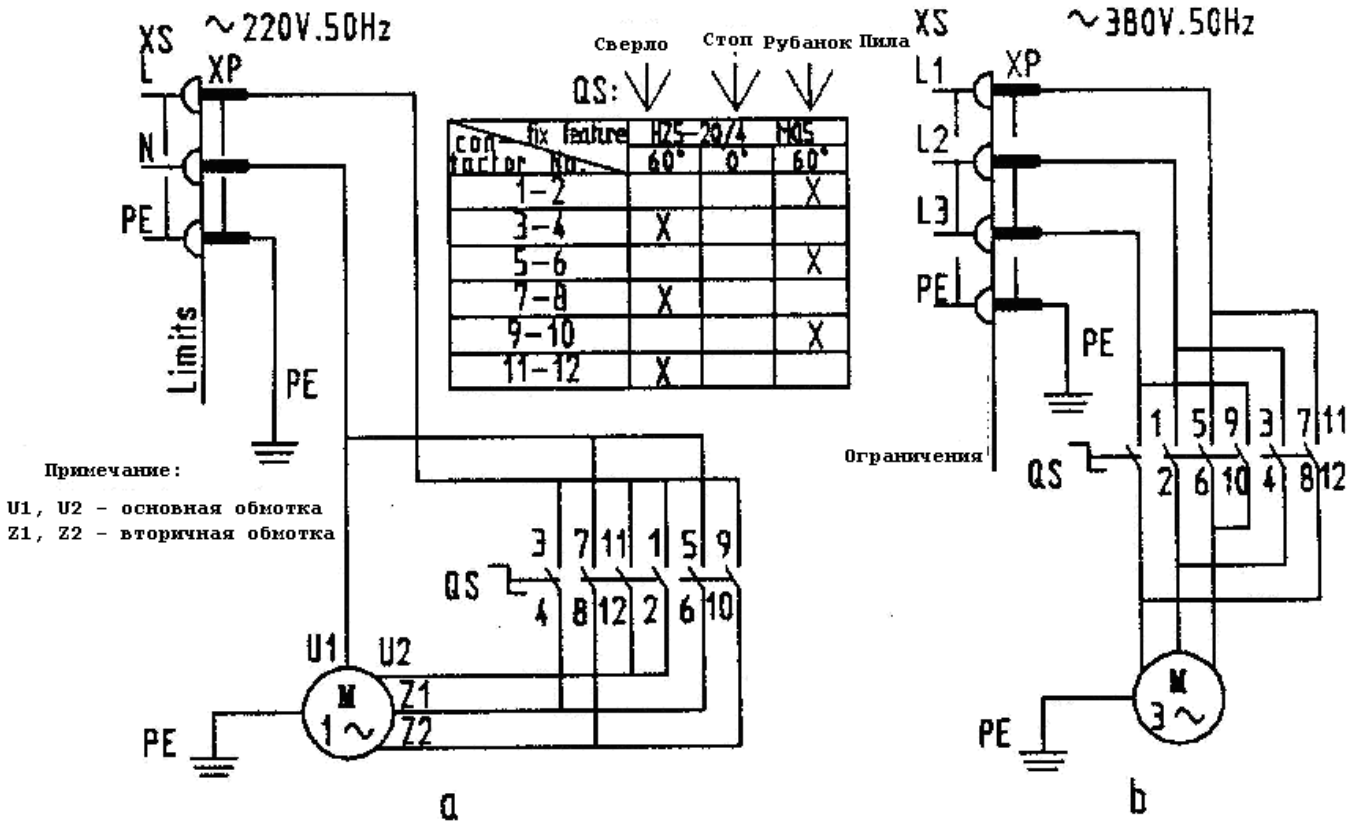 XS ~220V.50Hz
L XP
N
PE
Limits
PE
Сверло Стоп Рубанок Пила
QS:
fix feature HZ5-20/4 M05
con-
tactor No. 60° 0° 60°
1-2 X
3-4 X
5-6 X
7-8 X
9-10 X
11-12 X
Примечание:
U1, U2 - основная обмотка
Z1, Z2 - вторичная обмотка
3 7 11 1 5 9
QS
4 8 12 2 6 10
U1 U2
M Z1
1 ~ Z2
PE
a
XS ~380V.50Hz
L1 XP
L2
L3
PE
PE
Ограничения
1 5 9 3 7 11
QS
2 6 10 4 8 12
M
3 ~
PE
b